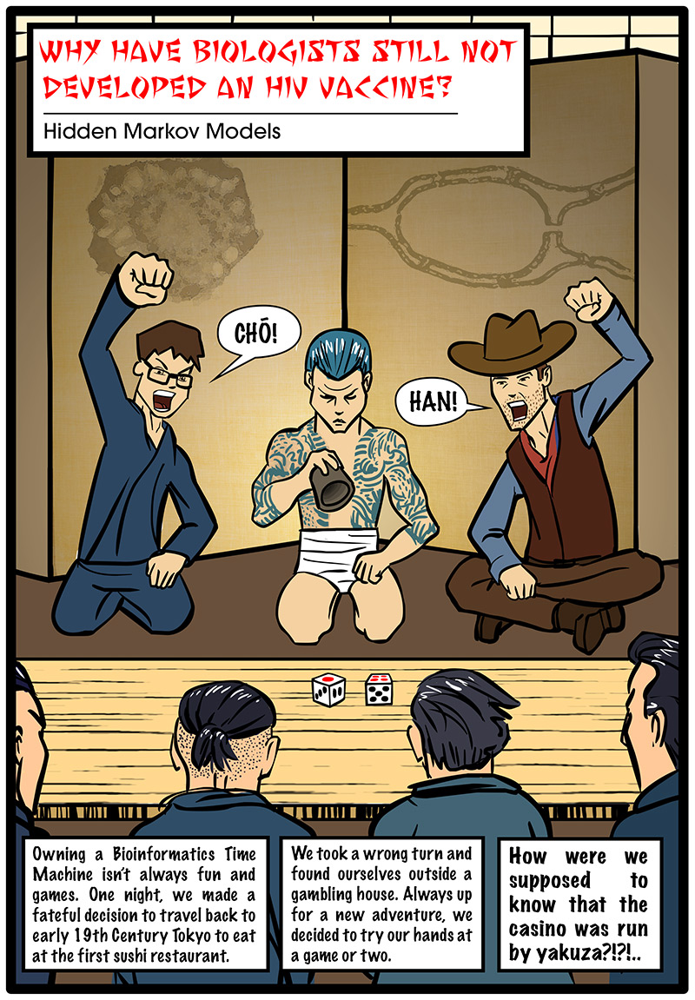 WHY HAVE BIOLOGISTS STILL NOT
DEVELOPED AN HIV VACCINE?
Hidden Markov Models
CHŌ!
HAN!
Owning a Bioinformatics Time
Machine isn't always fun and
games. One night, we made a
fateful decision to travel back to
early 19th Century Tokyo to eat
at the first sushi restaurant.
We took a wrong turn and
found ourselves outside a
gambling house. Always up
for a new adventure, we
decided to try our hands at
a game or two.
How were we
supposed to
know that the
casino was run
by yakuza?!?!..